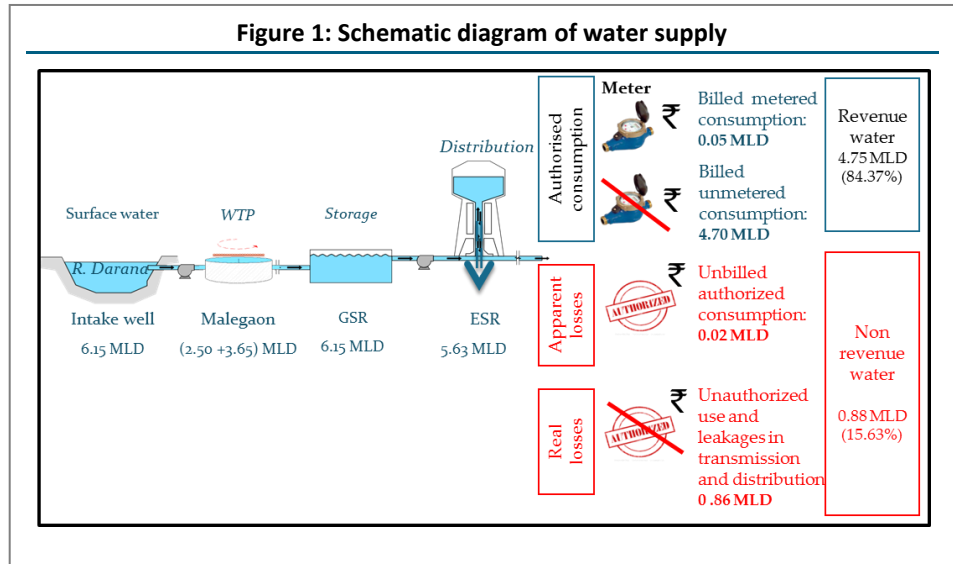 Figure 1: Schematic diagram of water supply
Surface water
WTP
Storage
Distribution
R. Darana
Intake well
6.15 MLD
Malegaon
(2.50 +3.65) MLD
GSR
6.15 MLD
ESR
5.63 MLD
Authorised
consumption
Meter
₹
Billed metered
consumption:
0.05 MLD
₹
Billed
unmetered
consumption:
4.70 MLD
Revenue
water
4.75 MLD
(84.37%)
Apparent
losses
AUTHORIZED
₹
Unbilled
authorized
consumption:
0.02 MLD
Real
losses
AUTHORIZED
₹
Unauthorized
use and
leakages in
transmission
and distribution
0 .86 MLD
Non
revenue
water
0.88 MLD
(15.63%)